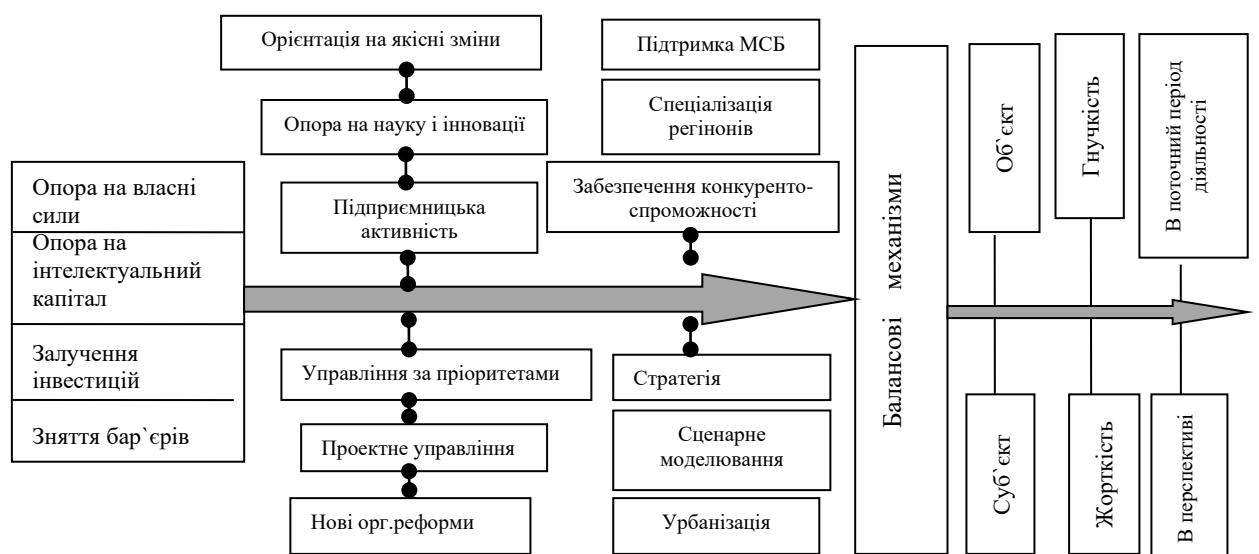 Опора на власні
сили
Опора на
інтелектуальний
капітал
Залучення
інвестицій
Зняття бар`єрів
Орієнтація на якісні зміни
Опора на науку і інновації
Підприємницька
активність
Управління за пріоритетами
Проектне управління
Нові орг.реформи
Підтримка МСБ
Спеціалізація
регінонів
Забезпечення конкуренто-
спроможності
Стратегія
Сценарне
моделювання
Урбанізація
Балансові механізми
Об`єкт
Суб`єкт
Гнучкість
Жорткість
В поточний період
діяльності
В перспективі